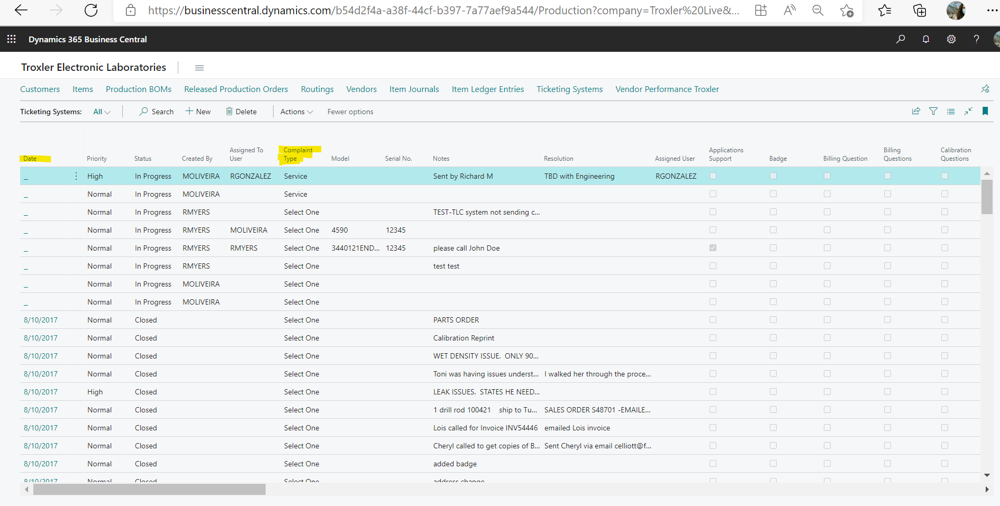 https://businesscentral.dynamics.com/b54d2f4a-a38f-44cf-b397-7a77aef9a544/Production?company=Troxler%20Live&...
Dynamics 365 Business Central
Troxler Electronic Laboratories
Customers Items Production BOMs Released Production Orders Routings Vendors Item Journals Item Ledger Entries Ticketing Systems Vendor Performance Troxler
Ticketing Systems: All Search New Delete Actions Fewer options
Date Priority Status Created By Assigned To User Complaint Type Model Serial No. Notes Resolution Assigned User Applications Support Badge Billing Question Billing Questions Calibration Questions
_ High In Progress MOLIVEIRA RGONZALEZ Service Sent by Richard M TBD with Engineering RGONZALEZ
_ Normal In Progress MOLIVEIRA Service
_ Normal In Progress RMYERS Select One TEST-TLC system not sending c...
_ Normal In Progress RMYERS MOLIVEIRA Select One 4590 12345
_ Normal In Progress RMYERS RMYERS Select One 3440121END... 12345 please call John Doe
_ Normal In Progress RMYERS Select One test test
_ Normal In Progress MOLIVEIRA Select One
_ Normal In Progress MOLIVEIRA Select One
8/10/2017 Normal Closed Select One PARTS ORDER
8/10/2017 Normal Closed Select One Calibration Reprint
8/10/2017 Normal Closed Select One WET DENSITY ISSUE. ONLY 90...
8/10/2017 Normal Closed Select One Toni was having issues underst... I walked her through the proce...
8/10/2017 High Closed Select One LEAK ISSUES. STATES HE NEED...
8/10/2017 Normal Closed Select One 1 drill rod 100421 ship to Tu... SALES ORDER S48701 -EMAILE...
8/10/2017 Normal Closed Select One Lois called for Invoice INV54446 emailed Lois invoice
8/10/2017 Normal Closed Select One Cheryl called to get copies of B... Sent Cheryl via email celliott@f...
8/10/2017 Normal Closed Select One added badge
8/10/2017 Normal Closed Select One address change